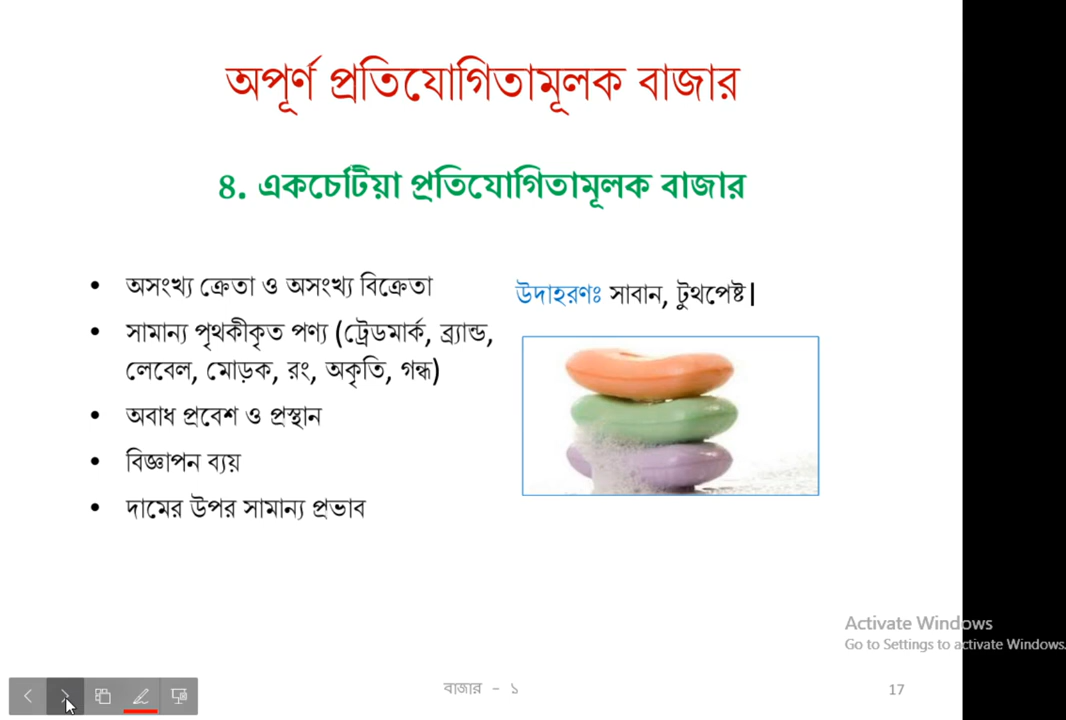 অপূর্ণ প্রতিযোগিতামূলক বাজার
8. একচেটিয়া প্রতিযোগিতামূলক বাজার
• অসংখ্য ক্রেতা ও অসংখ্য বিক্রেতা
• সামান্য পৃথকীকৃত পণ্য (ট্রেডমার্ক, ব্র্যান্ড,
লেবেল, মোড়ক, রং, অকৃতি, গন্ধ)
• অবাধ প্রবেশ ও প্রস্থান
• বিজ্ঞাপন ব্যয়
• দামের উপর সামান্য প্রভাব
উদাহরণঃ সাবান, টুথপেষ্ট।
Activate Windows
Go to Settings to activate Windows.
বাজার - ১
17